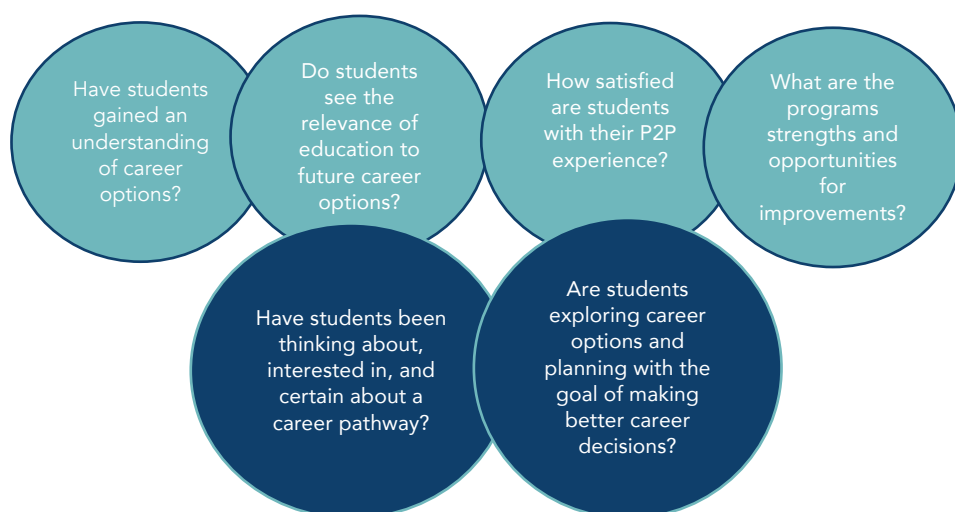 Have students
gained an
understanding
of career
options?
Do students
see the
relevance of
education to
future career
options?
How satisfied
are students
with their P2P
experience?
What are the
programs
strengths and
opportunities
for
improvements?
Have students been
thinking about,
interested in, and
certain about a
career pathway?
Are students
exploring career
options and
planning with the
goal of making
better career
decisions?